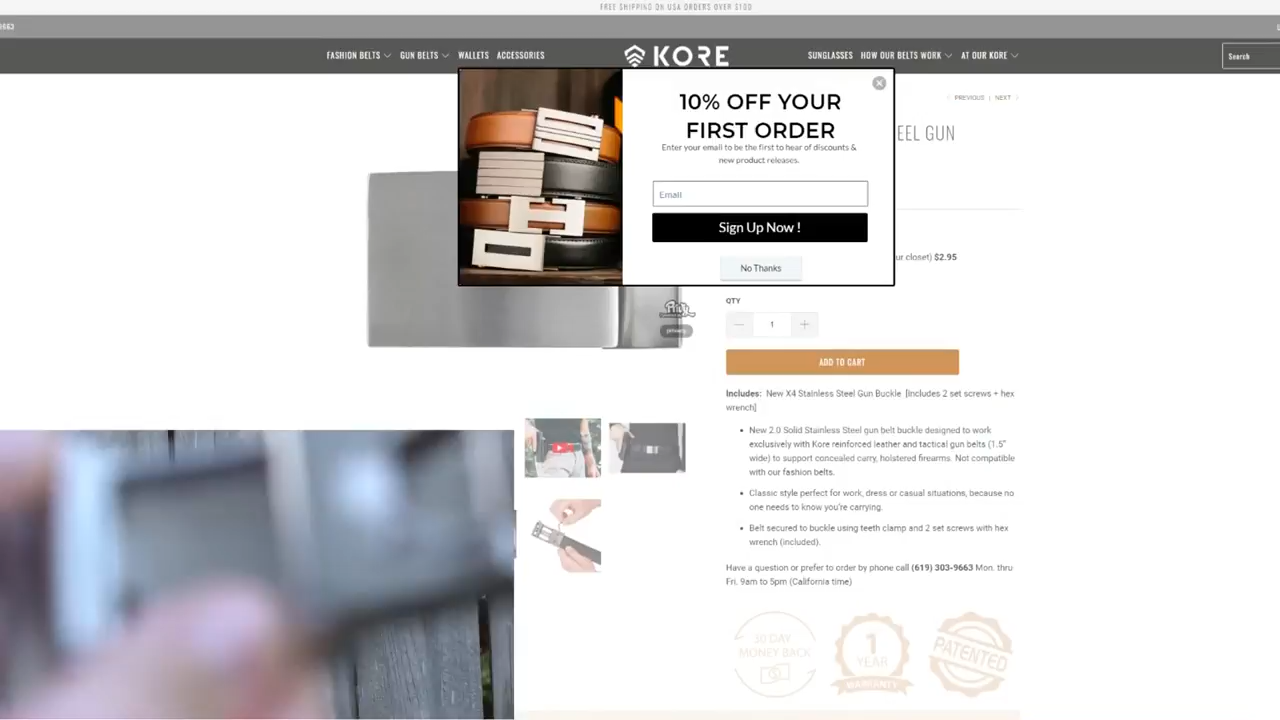 FREE SHIPPING ON USA ORDERS OVER $100
9663
FASHION BELTS GUN BELTS WALLETS ACCESSORIES KORE SUNGLASSES HOW OUR BELTS WORK AT OUR KORE Search
PREVIOUS | NEXT
10% OFF YOUR
FIRST ORDER
Enter your email to be the first to hear of discounts &
new product releases.
Email
Sign Up Now !
No Thanks
EEL GUN
ur closet) $2.95
QTY
1
ADD TO CART
Includes: New X4 Stainless Steel Gun Buckle [Includes 2 set screws + hex
wrench]
New 2.0 Solid Stainless Steel gun belt buckle designed to work
exclusively with Kore reinforced leather and tactical gun belts (1.5"
wide) to support concealed carry, holstered firearms. Not compatible
with our fashion belts.
Classic style perfect for work, dress or casual situations, because no
one needs to know you're carrying.
Belt secured to buckle using teeth clamp and 2 set screws with hex
wrench (included).
Have a question or prefer to order by phone call (619) 303-9663 Mon. thru
Fri. 9am to 5pm (California time)
30 DAY
MONEY BACK
1
YEAR
WARRANTY
PATENTED
privacy